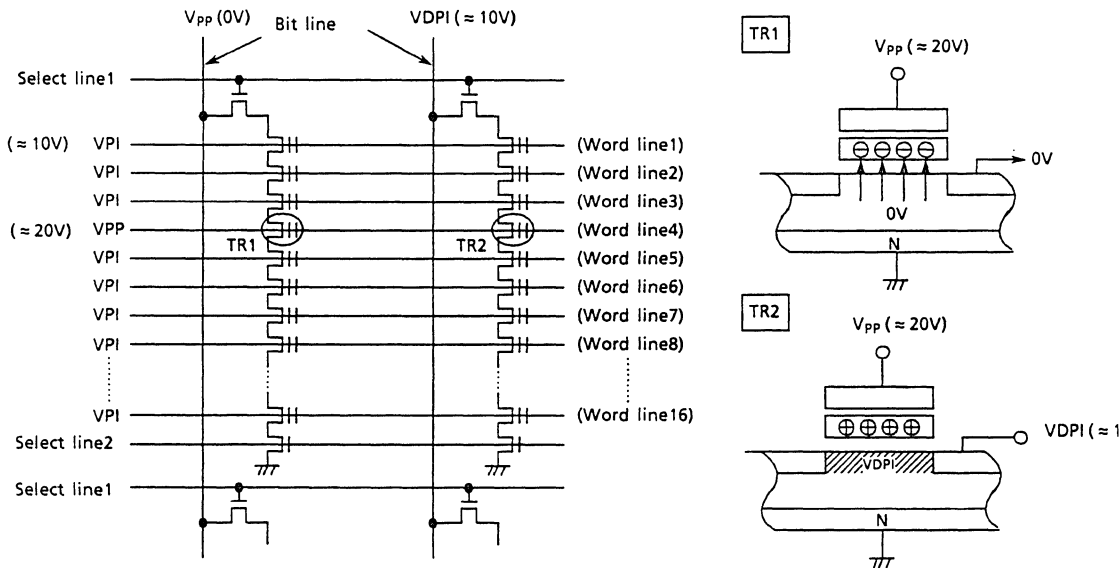 VPP (0V) Bit line VDPI (≈ 10V)
Select line1
(≈ 10V) VPI (Word line1)
VPI (Word line2)
VPI (Word line3)
(≈ 20V) VPP TR1 TR2 (Word line4)
VPI (Word line5)
VPI (Word line6)
VPI (Word line7)
VPI (Word line8)
VPI (Word line16)
Select line2
Select line1
TR1
VPP (≈ 20V)
⊖ ⊖ ⊖ ⊖
0V
0V
N
TR2
VPP (≈ 20V)
⊕ ⊕ ⊕ ⊕
VDPI (≈ 1
VDPI
N